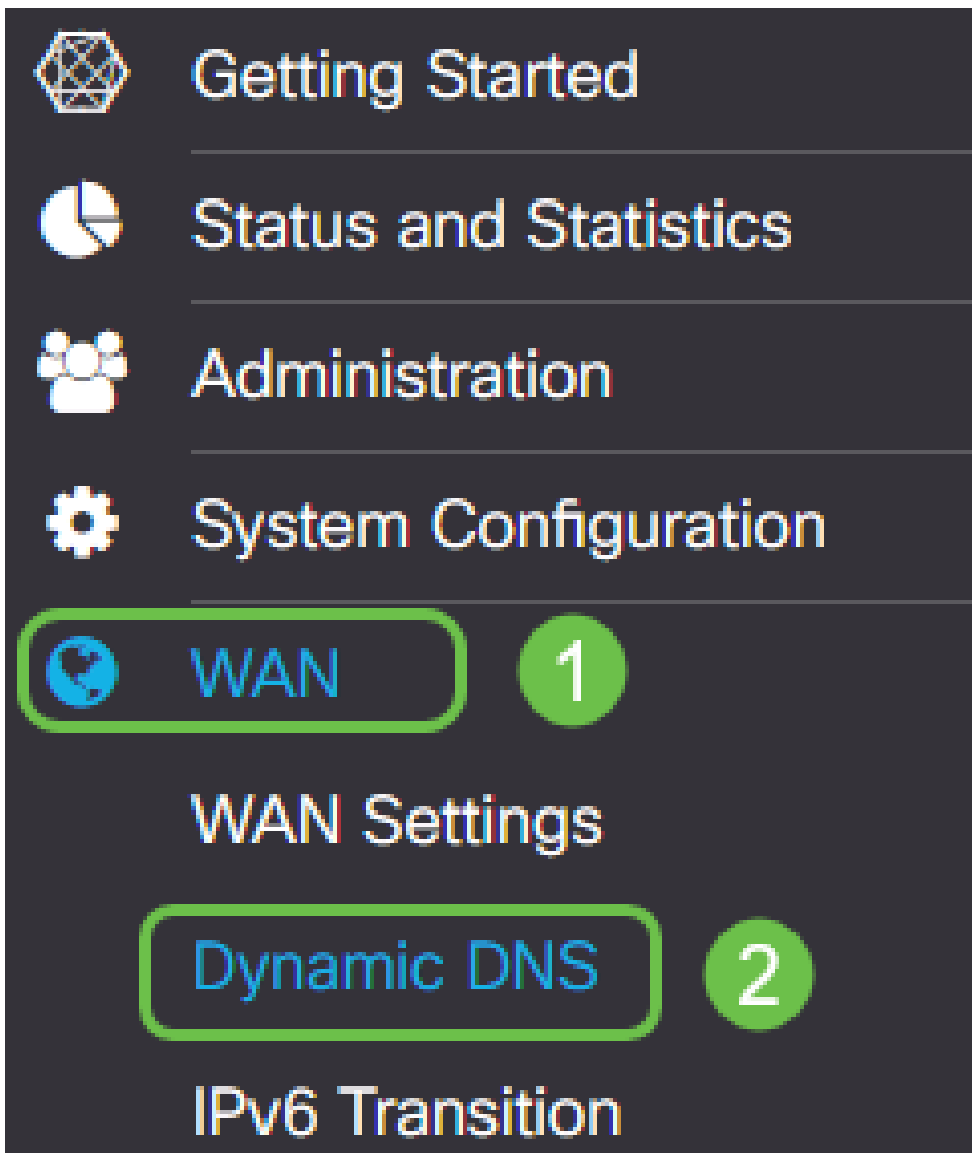 Getting Started
Status and Statistics
Administration
System Configuration
WAN 1
WAN Settings
Dynamic DNS 2
IPv6 Transition